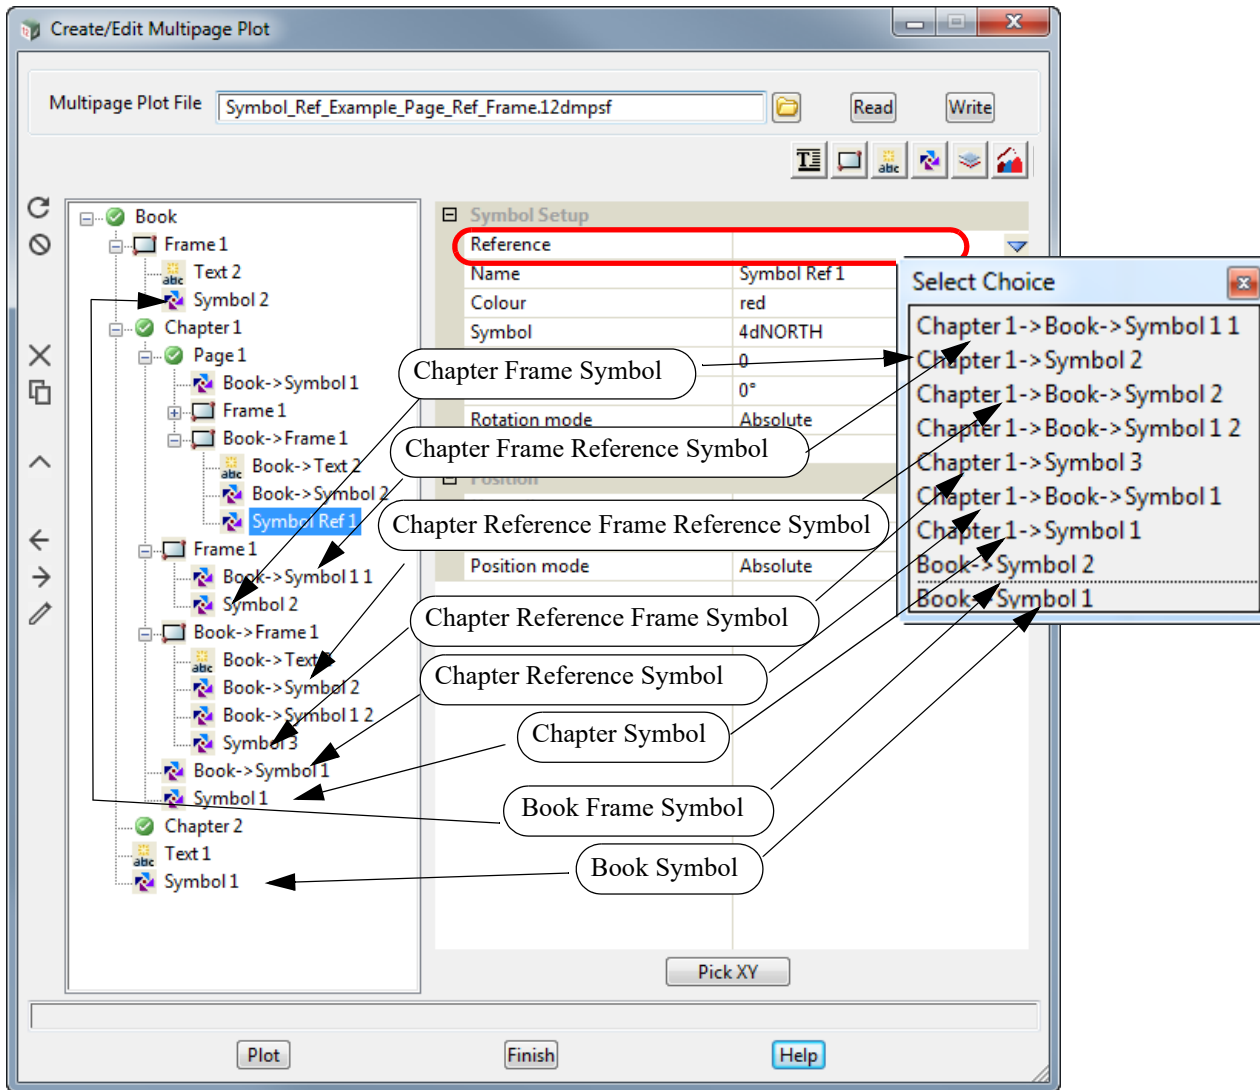 Create/Edit Multipage Plot
Multipage Plot File
Symbol_Ref_Example_Page_Ref_Frame.12dmpsf
Read
Write
Book
Frame 1
Text 2
Symbol 2
Chapter 1
Page 1
Book->Symbol 1
Frame 1
Book->Frame 1
Book->Text 2
Book->Symbol 2
Symbol Ref 1
Frame 1
Book->Symbol 1 1
Symbol 2
Book->Frame 1
Book->Text
Book->Symbol 2
Book->Symbol 1 2
Symbol 3
Book->Symbol 1
Symbol 1
Chapter 2
Text 1
Symbol 1
Symbol Setup
Reference
Name Symbol Ref 1
Colour red
Symbol 4dNORTH
0
0°
Rotation mode Absolute
Position
Position mode Absolute
Select Choice
Chapter 1->Book->Symbol 1 1
Chapter 1->Symbol 2
Chapter 1->Book->Symbol 2
Chapter 1->Book->Symbol 1 2
Chapter 1->Symbol 3
Chapter 1->Book->Symbol 1
Chapter 1->Symbol 1
Book->Symbol 2
Book->Symbol 1
Chapter Frame Symbol
Chapter Frame Reference Symbol
Chapter Reference Frame Reference Symbol
Chapter Reference Frame Symbol
Chapter Reference Symbol
Chapter Symbol
Book Frame Symbol
Book Symbol
Pick XY
Plot
Finish
Help